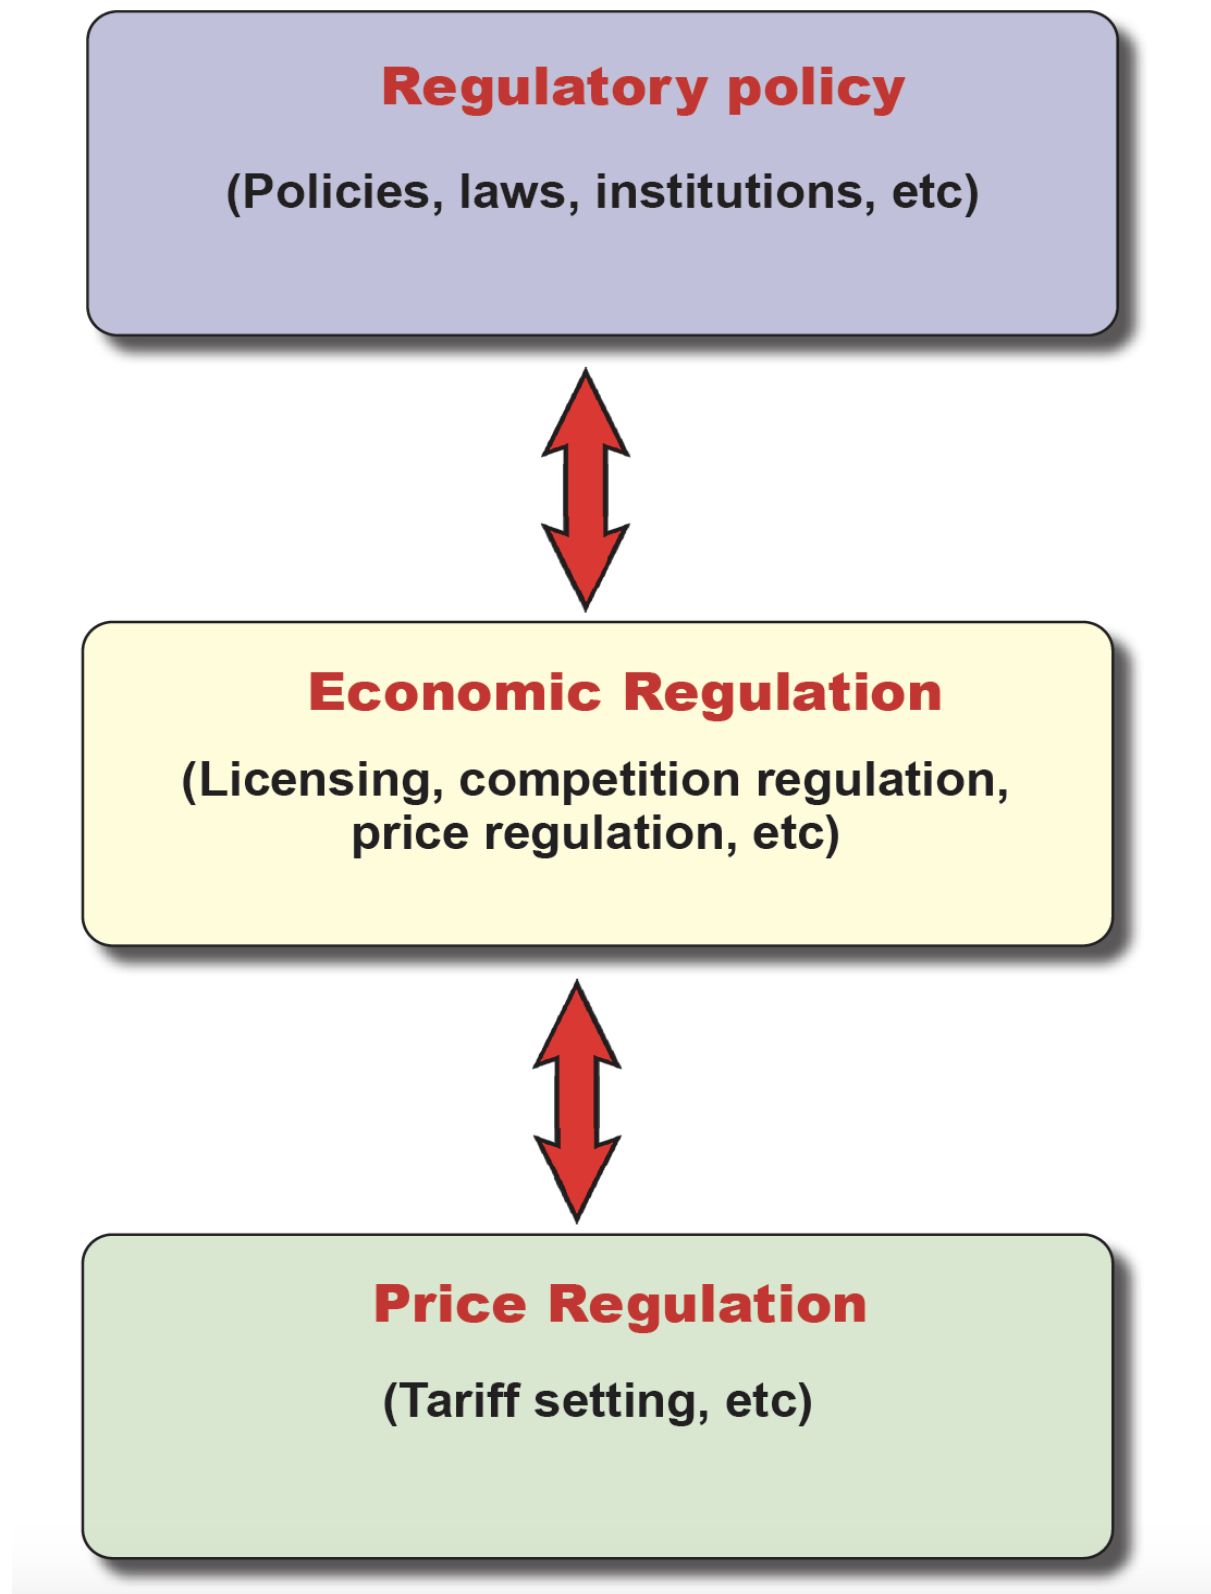 Regulatory policy
(Policies, laws, institutions, etc)
Economic Regulation
(Licensing, competition regulation,
price regulation, etc)
Price Regulation
(Tariff setting, etc)